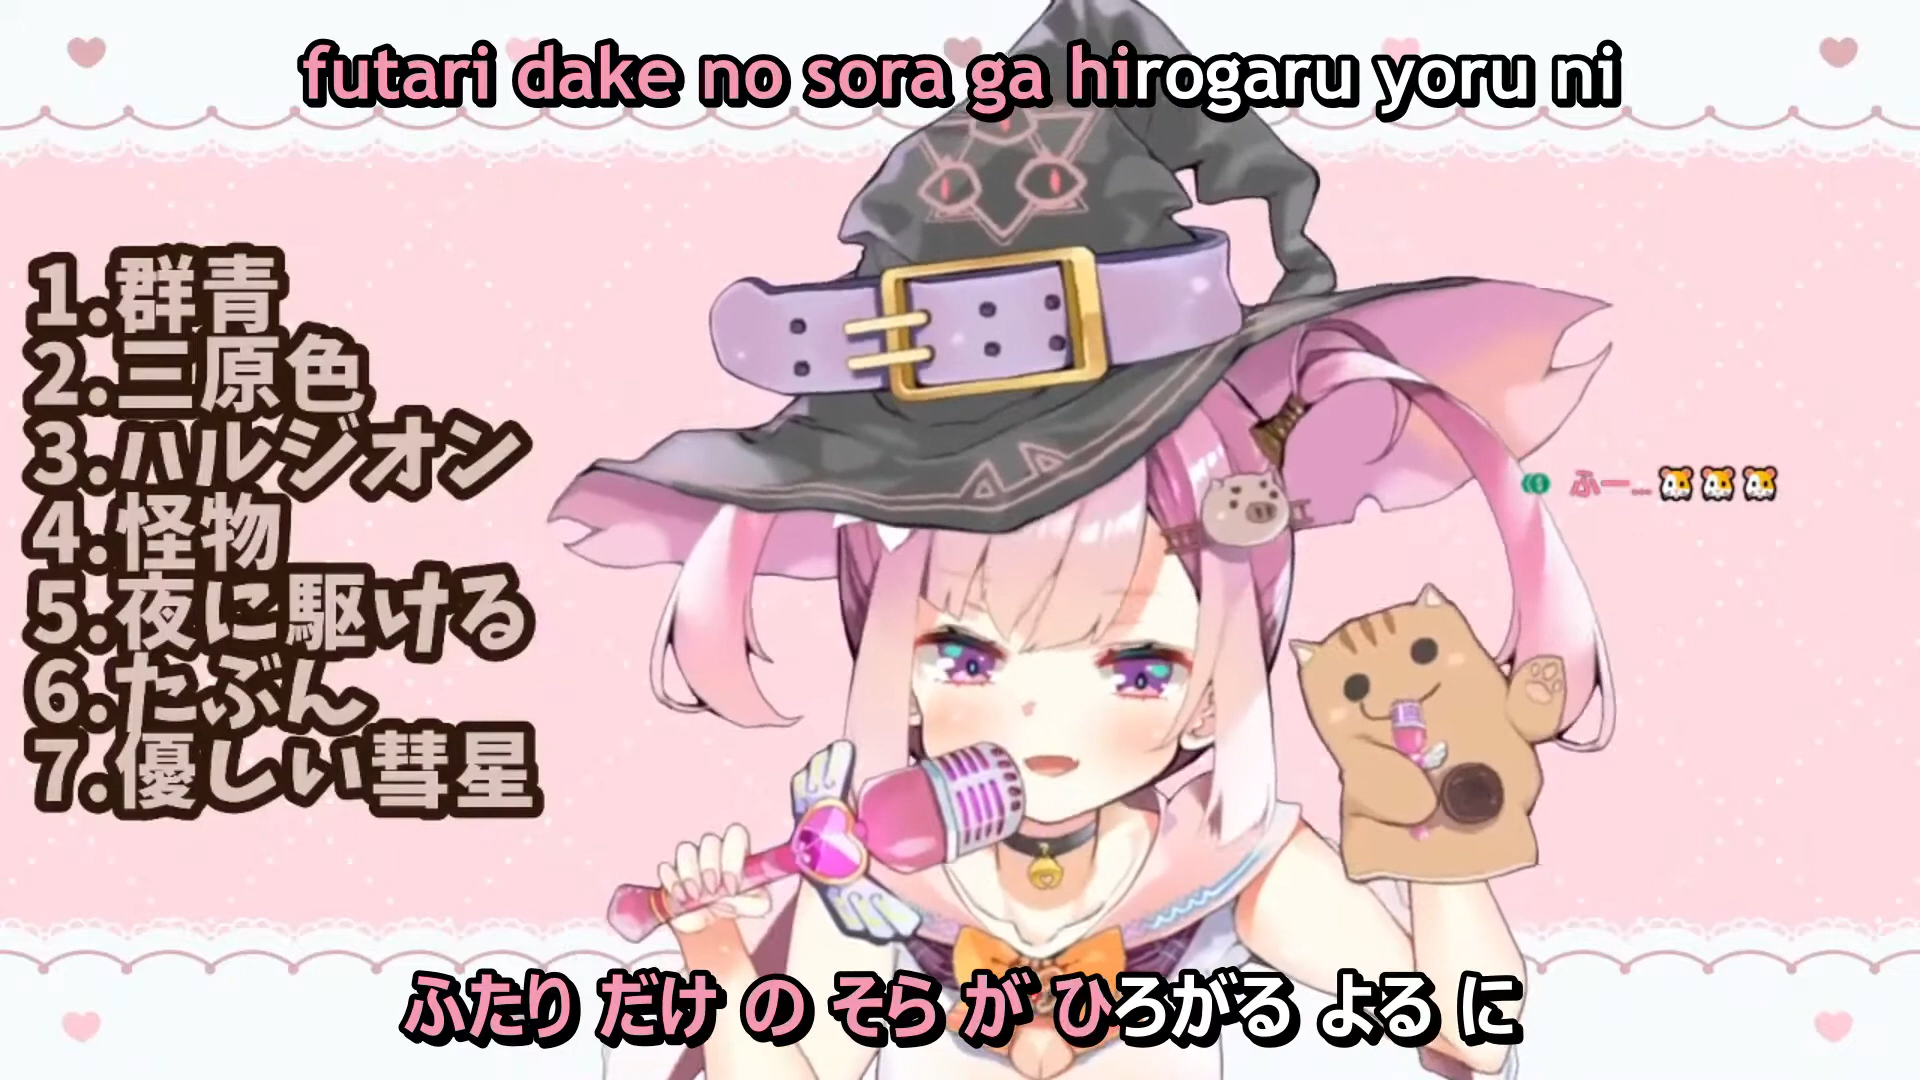 futari dake no sora ga hirogaru yoru ni
1.群青
2.三原色
3.ハルジオン
4.怪物
5.夜に駆ける
6.たぶん
7.優しい彗星
ふー...🐹🐹🐹
ふたり だけ の そら が ひろがる よる に